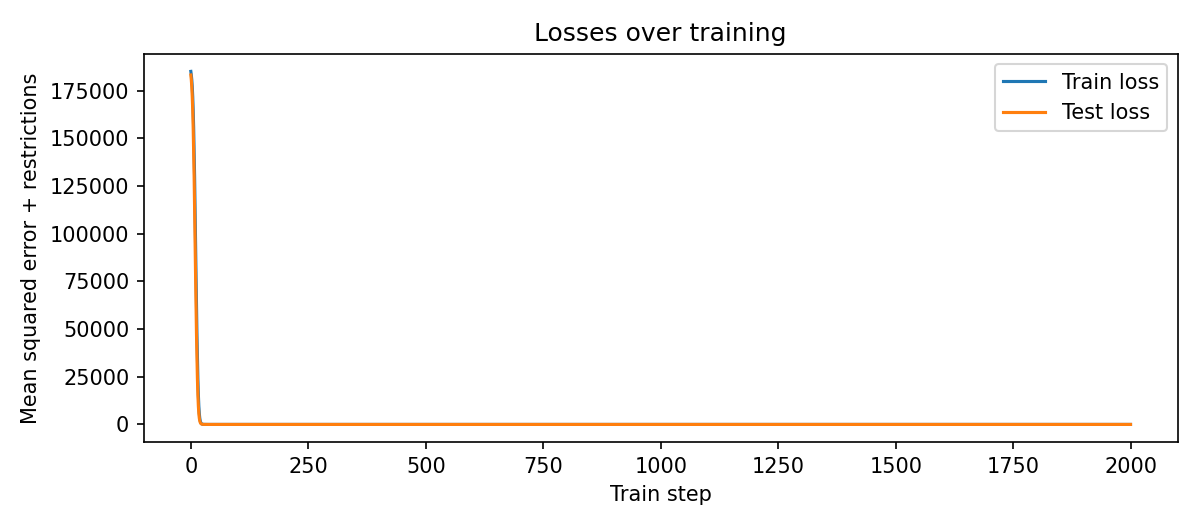 Losses over training
Mean squared error + restrictions
175000
150000
125000
100000
75000
50000
25000
0
Train loss
Test loss
0 250 500 750 1000 1250 1500 1750 2000
Train step